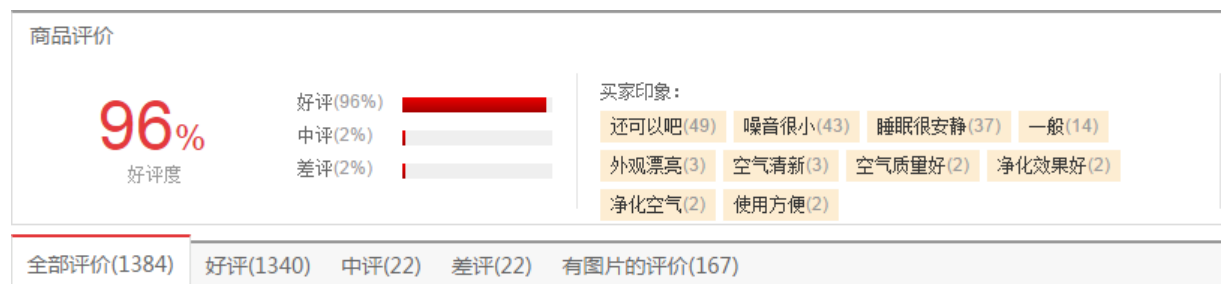 商品评价
96%
好评度
好评(96%)
中评(2%)
差评(2%)
买家印象：
还可以吧(49) 噪音很小(43) 睡眠很安静(37) 一般(14)
外观漂亮(3) 空气清新(3) 空气质量好(2) 净化效果好(2)
净化空气(2) 使用方便(2)
全部评价(1384) 好评(1340) 中评(22) 差评(22) 有图片的评价(167)